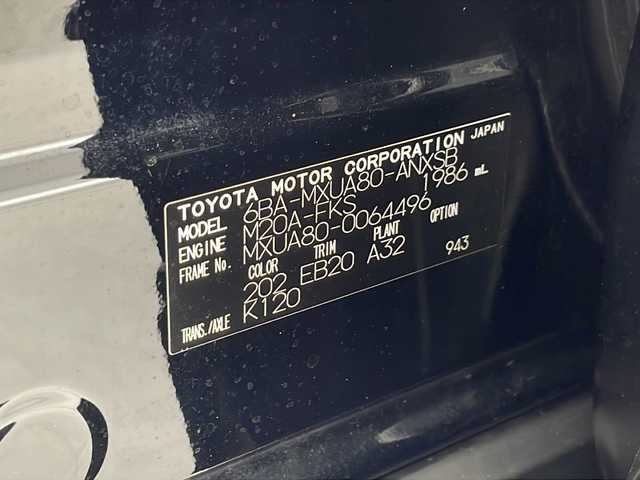 TOYOTA MOTOR CORPORATION JAPAN
MODEL 6BA-MXUA80-ANXSB
ENGINE M20A-FKS 1986 mL
FRAME No. MXUA80-0064496
COLOR TRIM PLANT OPTION
202 EB20 A32 943
TRANS./AXLE K120